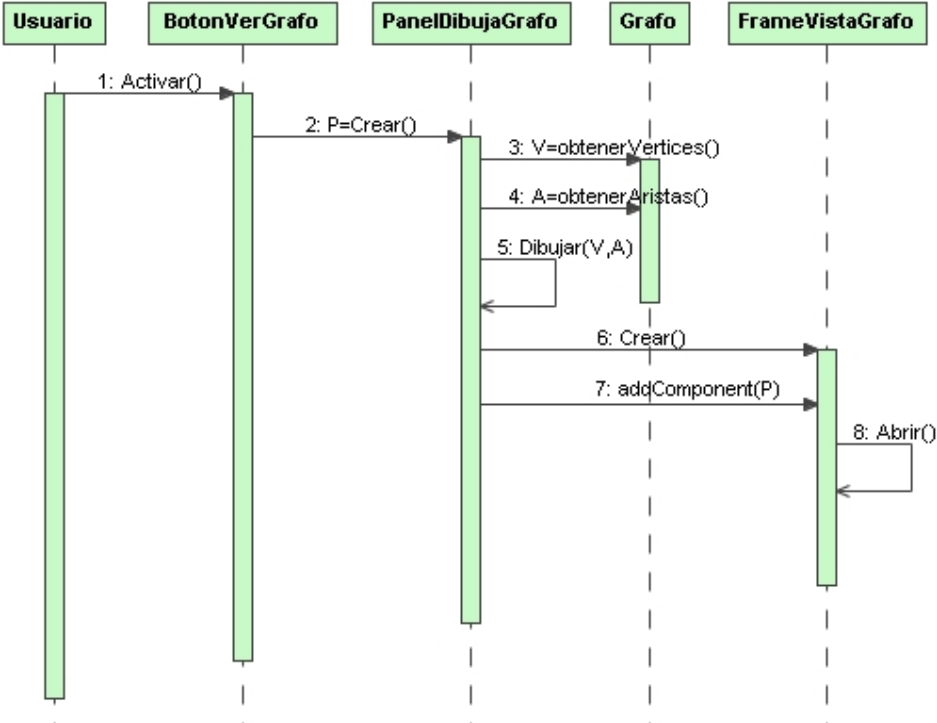 Usuario
BotonVerGrafo
PanelDibujaGrafo
Grafo
FrameVistaGrafo
1: Activar()
2: P=Crear()
3: V=obtenerVertices()
4: A=obtenerAristas()
5: Dibujar(V,A)
6: Crear()
7: addComponent(P)
8: Abrir()